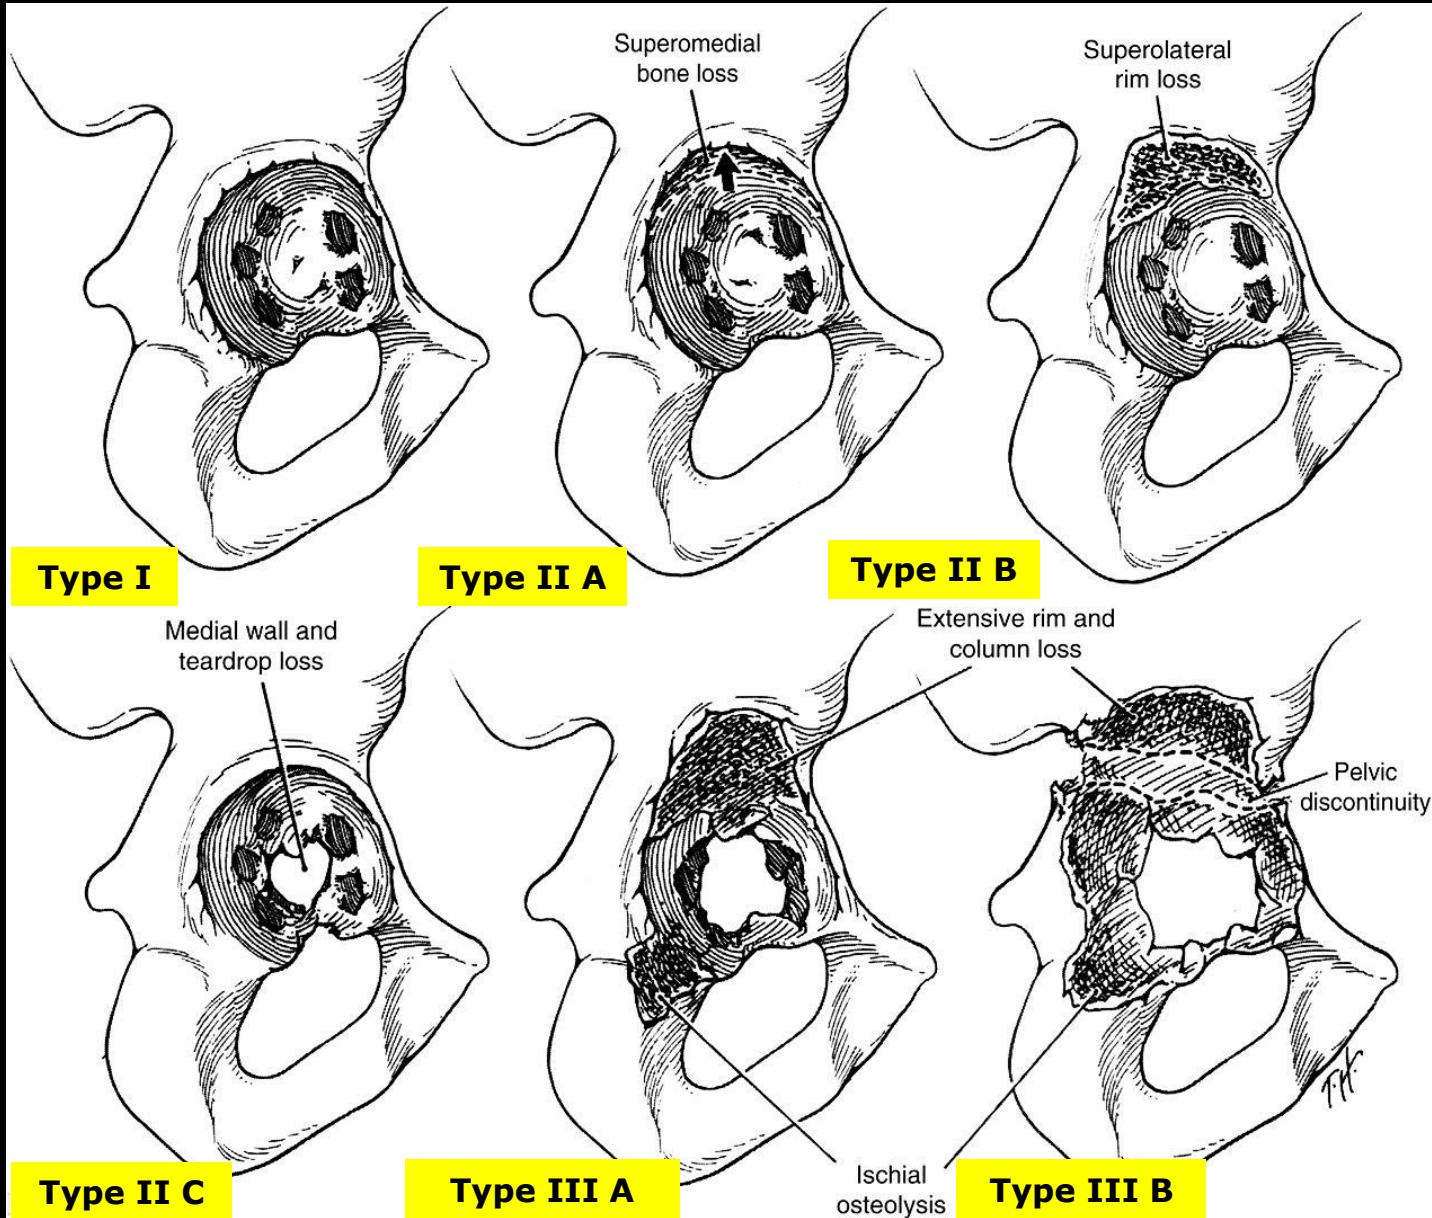 Superomedial
bone loss
Superolateral
rim loss
Type I
Type II A
Type II B
Medial wall and
teardrop loss
Extensive rim and
column loss
Pelvic
discontinuity
T.H.
Ischial
osteolysis
Type II C
Type III A
Type III B